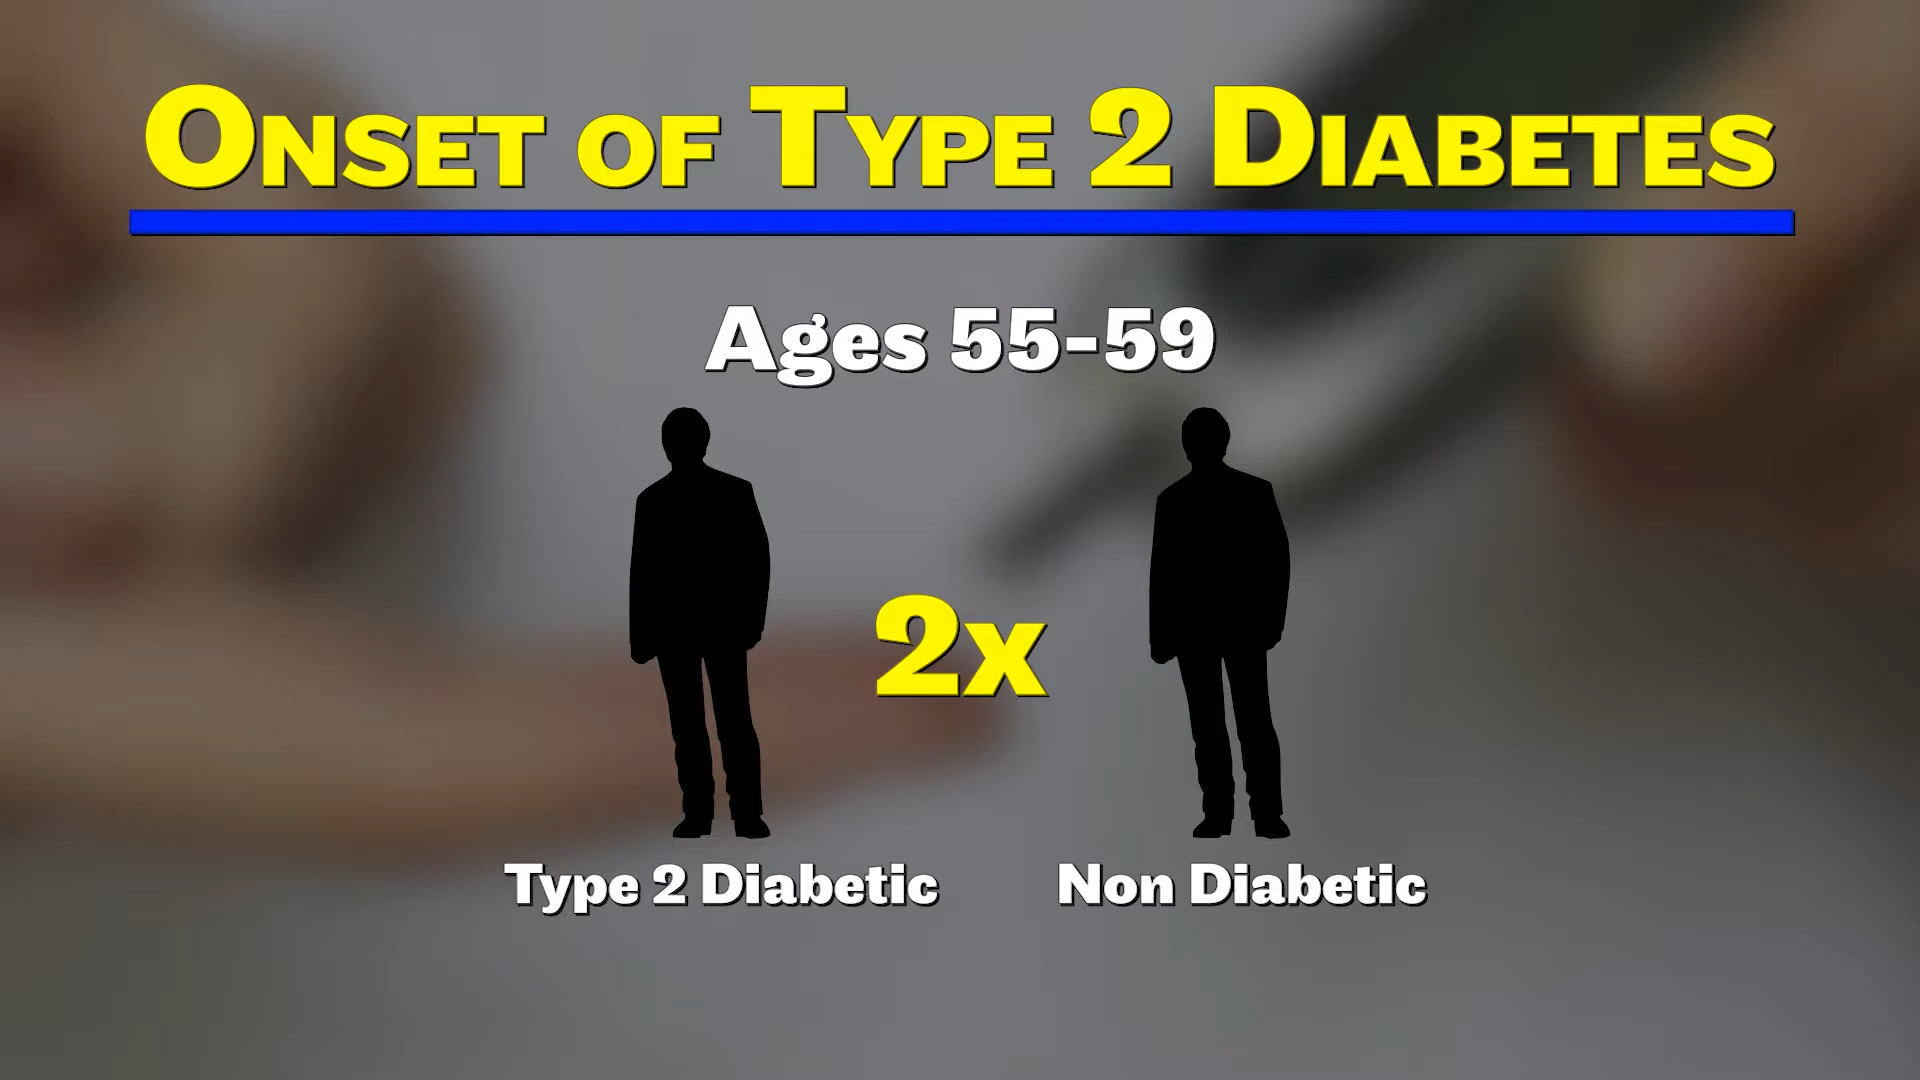 Onset of Type 2 Diabetes
Ages 55-59
2x
Type 2 Diabetic
Non Diabetic